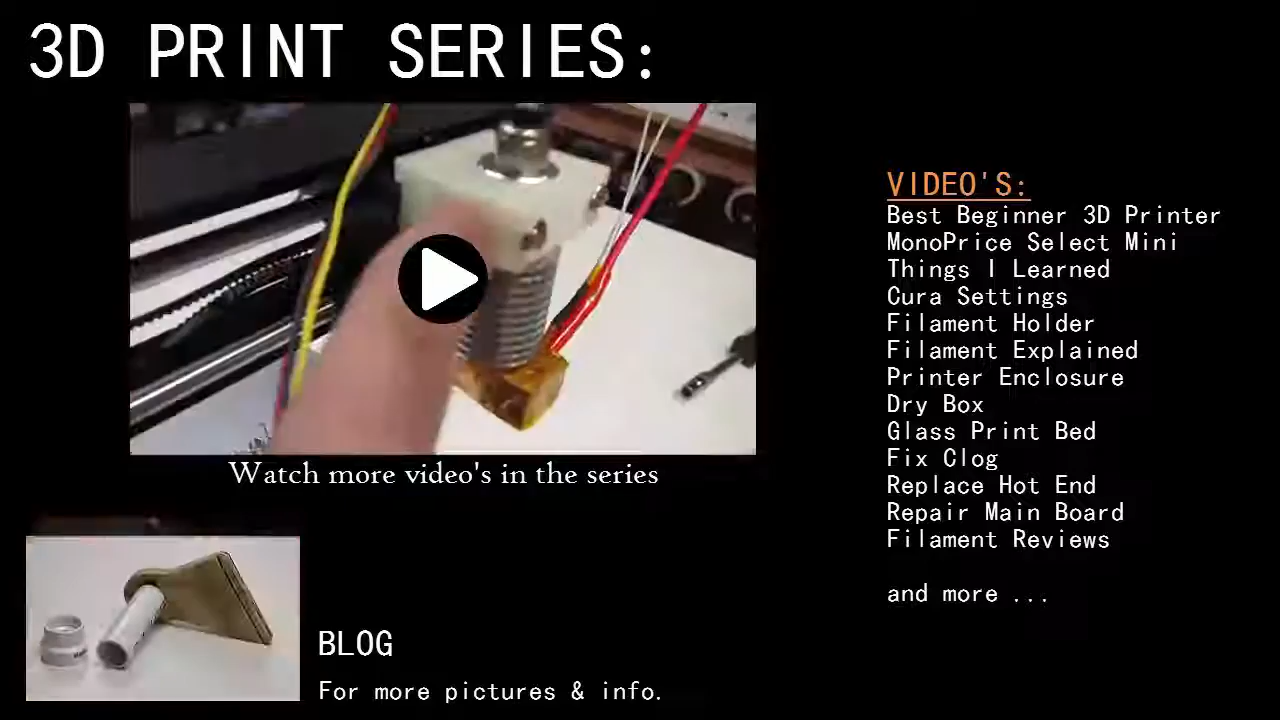 3D PRINT SERIES:
Watch more video's in the series
VIDEO'S:
Best Beginner 3D Printer
MonoPrice Select Mini
Things I Learned
Cura Settings
Filament Holder
Filament Explained
Printer Enclosure
Dry Box
Glass Print Bed
Fix Clog
Replace Hot End
Repair Main Board
Filament Reviews
and more ...
BLOG
For more pictures & info.